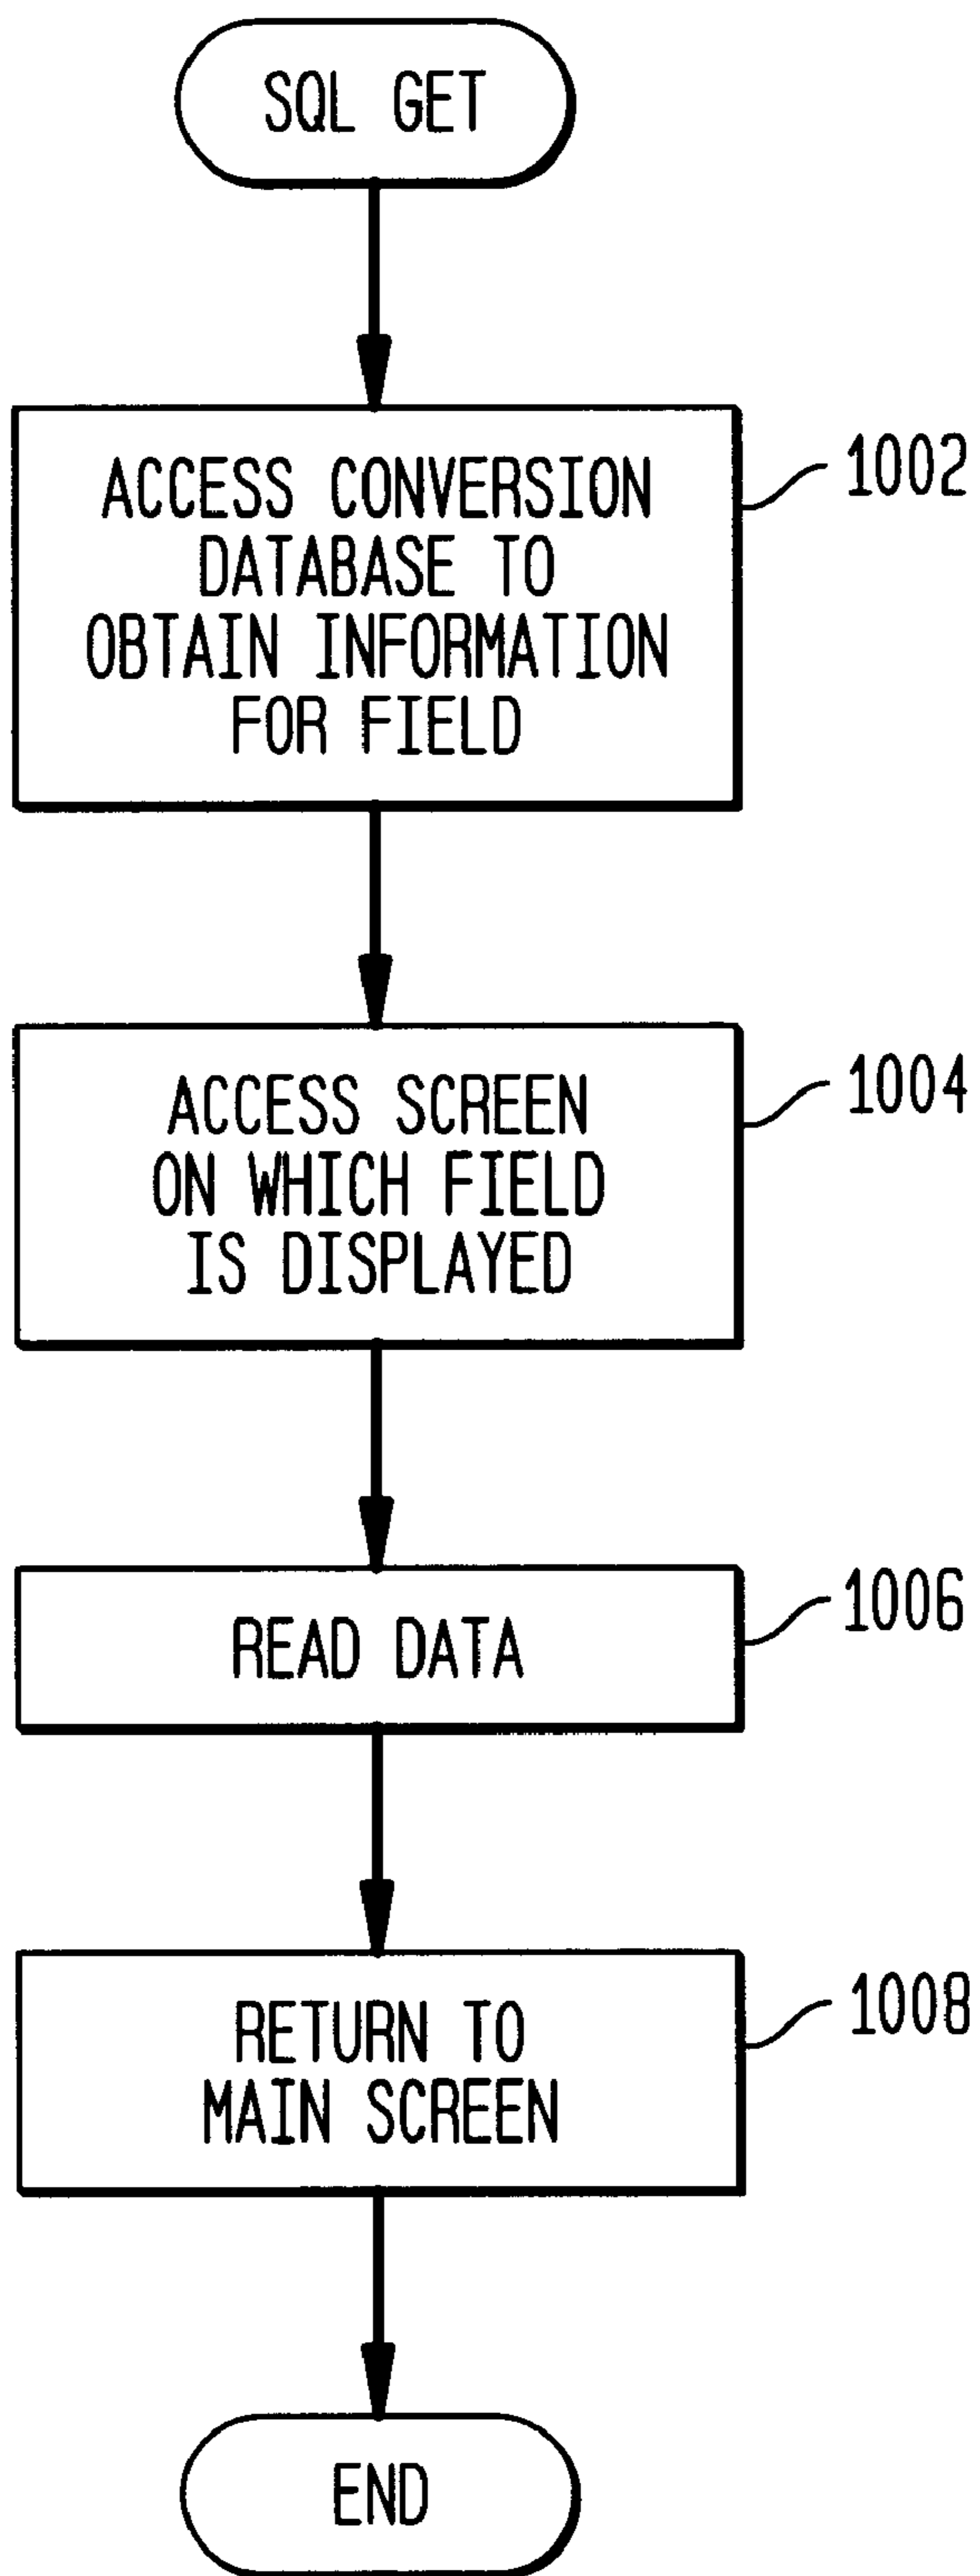 SQL GET
ACCESS CONVERSION
DATABASE TO
OBTAIN INFORMATION
FOR FIELD
1002
ACCESS SCREEN
ON WHICH FIELD
IS DISPLAYED
1004
READ DATA
1006
RETURN TO
MAIN SCREEN
1008
END